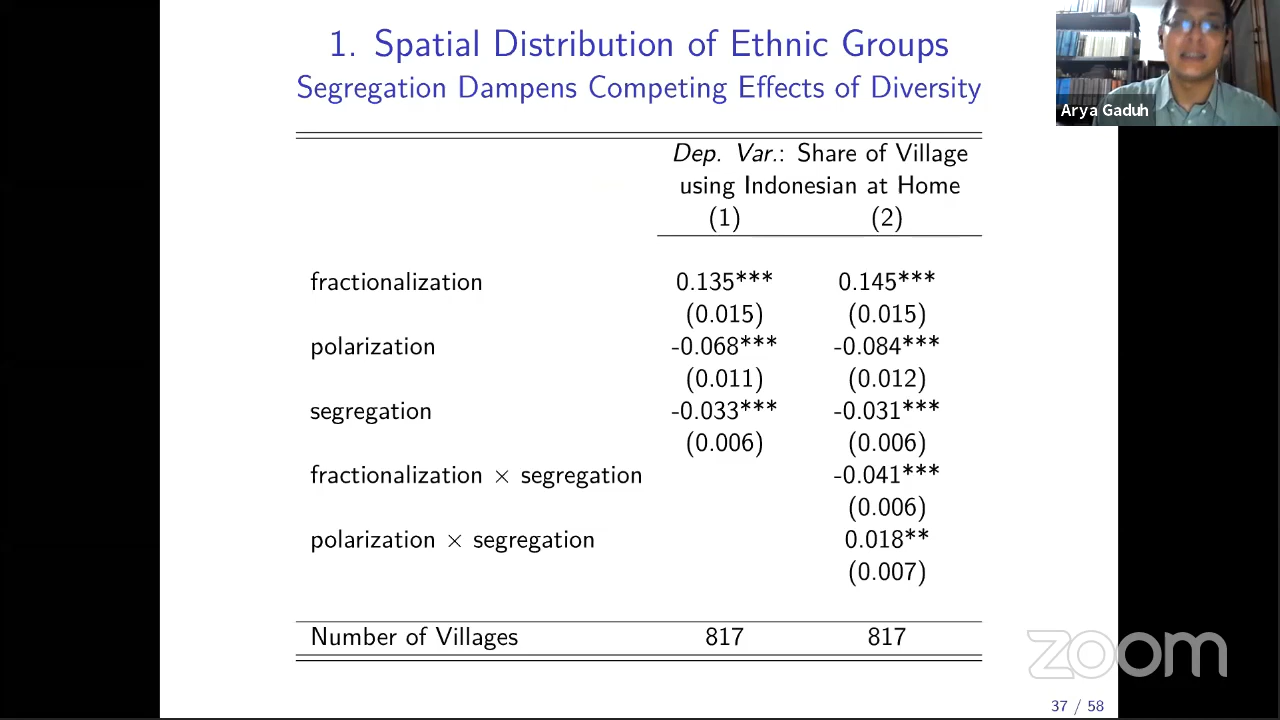 1. Spatial Distribution of Ethnic Groups
Segregation Dampens Competing Effects of Diversity
Arya Gaduh
Dep. Var.: Share of Village
using Indonesian at Home
(1) (2)
fractionalization 0.135*** 0.145***
(0.015) (0.015)
polarization -0.068*** -0.084***
(0.011) (0.012)
segregation -0.033*** -0.031***
(0.006) (0.006)
fractionalization × segregation -0.041***
(0.006)
polarization × segregation 0.018**
(0.007)
Number of Villages 817 817
zoom
37 / 58